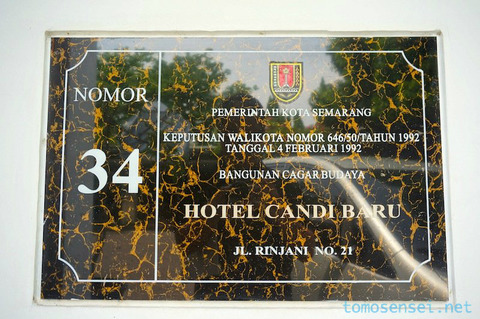 NOMOR
34
PEMERINTAH KOTA SEMARANG
KEPUTUSAN WALIKOTA NOMOR 646/50/TAHUN 1992
TANGGAL 4 FEBRUARI 1992
BANGUNAN CAGAR BUDAYA
HOTEL CANDI BARU
JL. RINJANI NO. 21
tomosensei.net